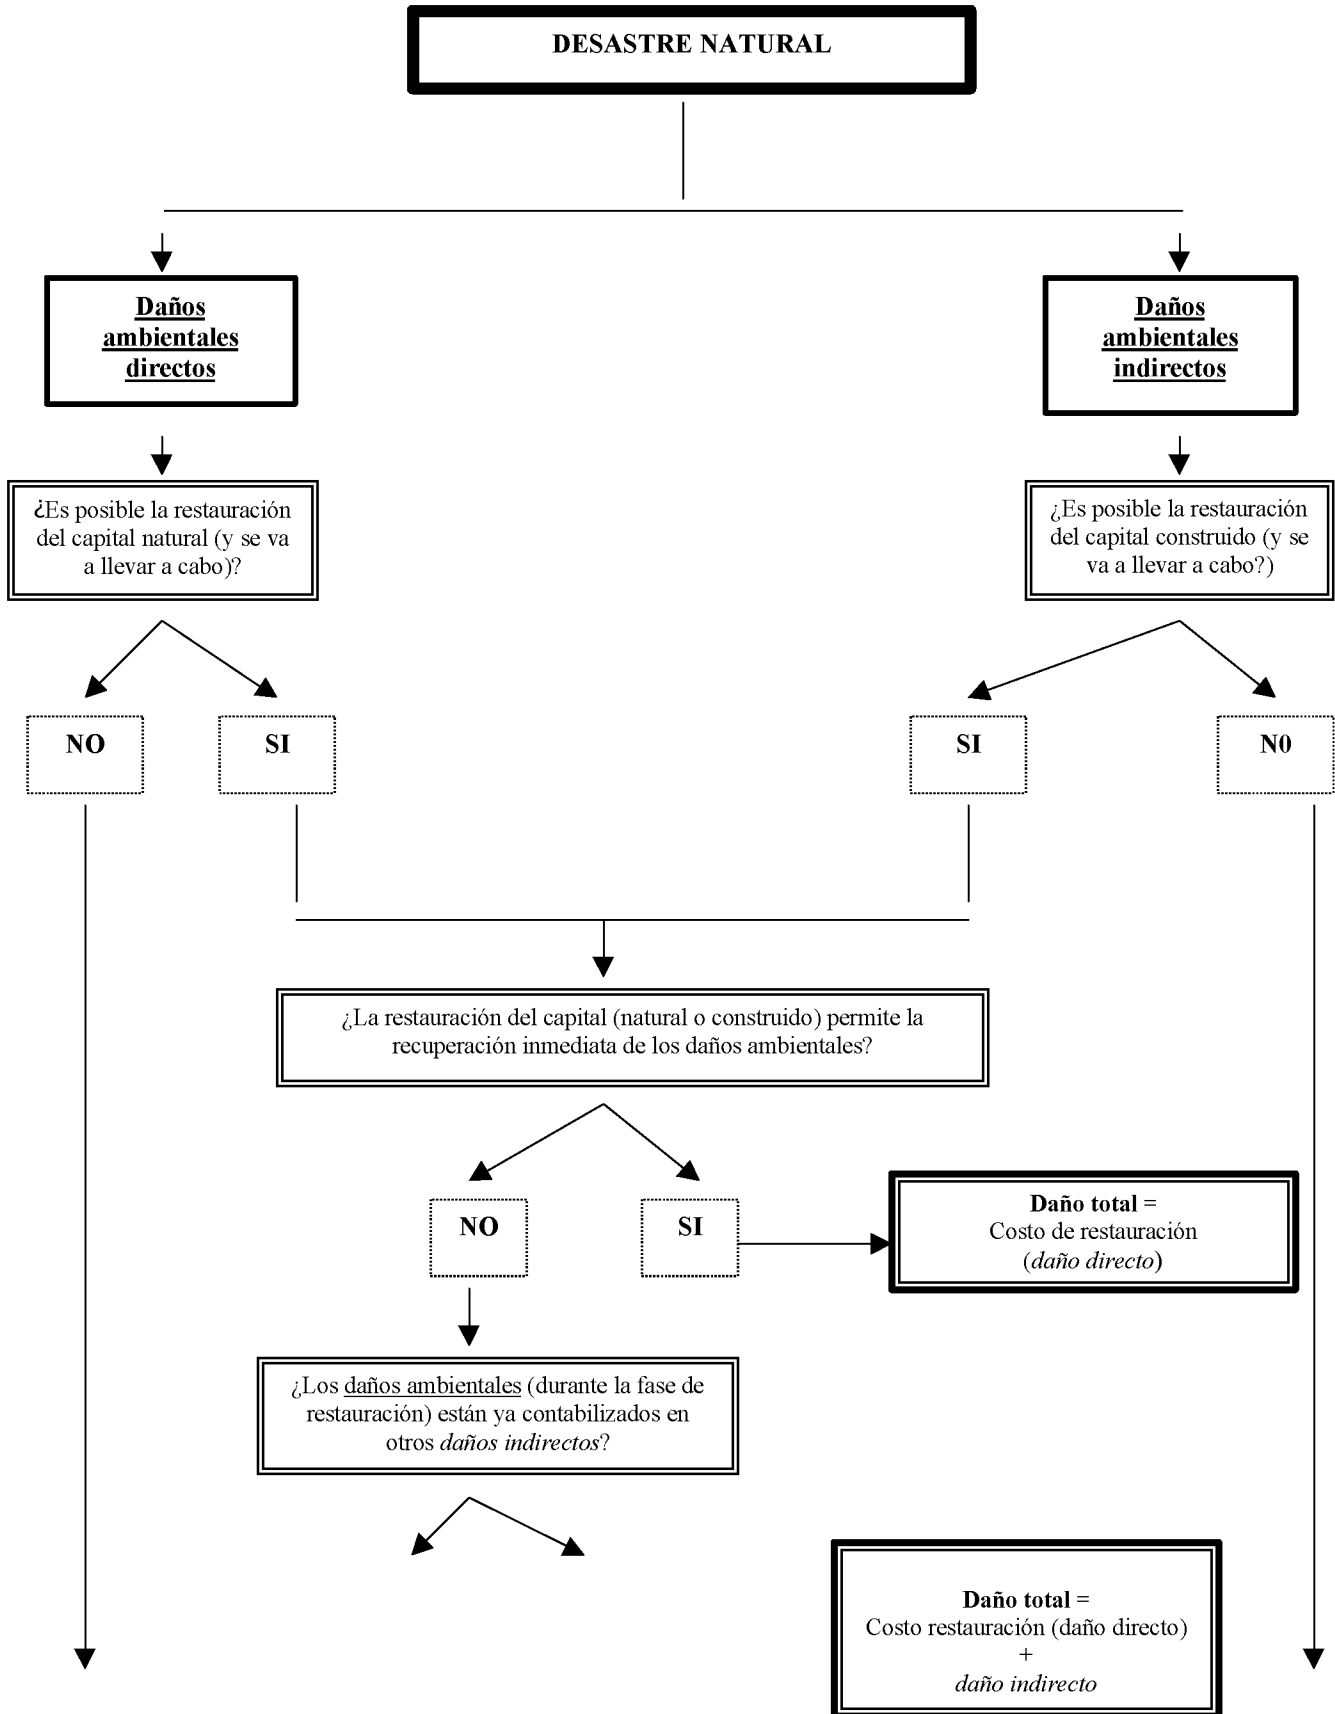 DESASTRE NATURAL
Daños
ambientales
directos
Daños
ambientales
indirectos
¿Es posible la restauración
del capital natural (y se va
a llevar a cabo)?
¿Es posible la restauración
del capital construido (y se
va a llevar a cabo?)
NO
SI
SI
N0
¿La restauración del capital (natural o construido) permite la
recuperación inmediata de los daños ambientales?
NO
SI
Daño total =
Costo de restauración
(daño directo)
¿Los daños ambientales (durante la fase de
restauración) están ya contabilizados en
otros daños indirectos?
Daño total =
Costo restauración (daño directo)
+
daño indirecto